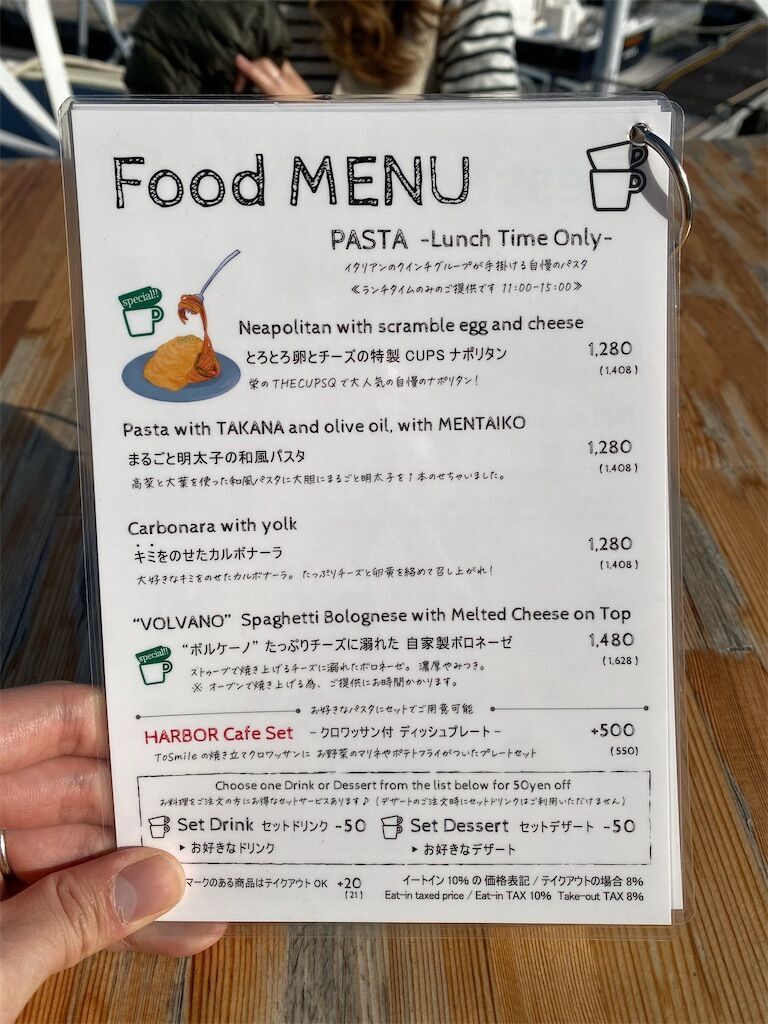 Food MENU
PASTA -Lunch Time Only-
イタリアンのクインチグループが手掛ける自慢のパスタ
≪ランチタイムのみのご提供です 11:00-15:00≫
special!!
Neapolitan with scramble egg and cheese
とろとろ卵とチーズの特製 CUPS ナポリタン 1,280
(1,408)
栄の THECUPSQ で大人気の自慢のナポリタン!
Pasta with TAKANA and olive oil, with MENTAIKO
まるごと明太子の和風パスタ 1,280
(1,408)
高菜と大葉を使った和風パスタに大胆にまるごと明太子を1本のせちゃいました。
Carbonara with yolk
キミをのせたカルボナーラ 1,280
(1,408)
大好きなキミをのせたカルボナーラ。たっぷりチーズと卵黄を絡めて召し上がれ!
"VOLVANO" Spaghetti Bolognese with Melted Cheese on Top
special!!
"ボルケーノ" たっぷりチーズに溺れた 自家製ボロネーゼ 1,480
(1,628)
ストゥーブで焼き上げるチーズに溺れたボロネーゼ。濃厚やみつき。
※ オーブンで焼き上げる為、ご提供にお時間かかります。
お好きなパスタにセットでご用意可能
HARBOR Cafe Set -クロワッサン付 ディッシュプレート- +500
(550)
ToSmile の焼き立てクロワッサンに お野菜のマリネやポテトフライがついたプレートセット
Choose one Drink or Dessert from the list below for 50yen off
お料理をご注文の方にお得なセットサービスあります♪(デザートのご注文時にセットドリンクはご利用いただけません)
Set Drink セットドリンク -50 Set Dessert セットデザート -50
▶ お好きなドリンク ▶ お好きなデザート
マークのある商品はテイクアウト OK +20
(21)
イートイン 10% の 価格表記 / テイクアウトの場合 8%
Eat-in taxed price / Eat-in TAX 10% Take-out TAX 8%